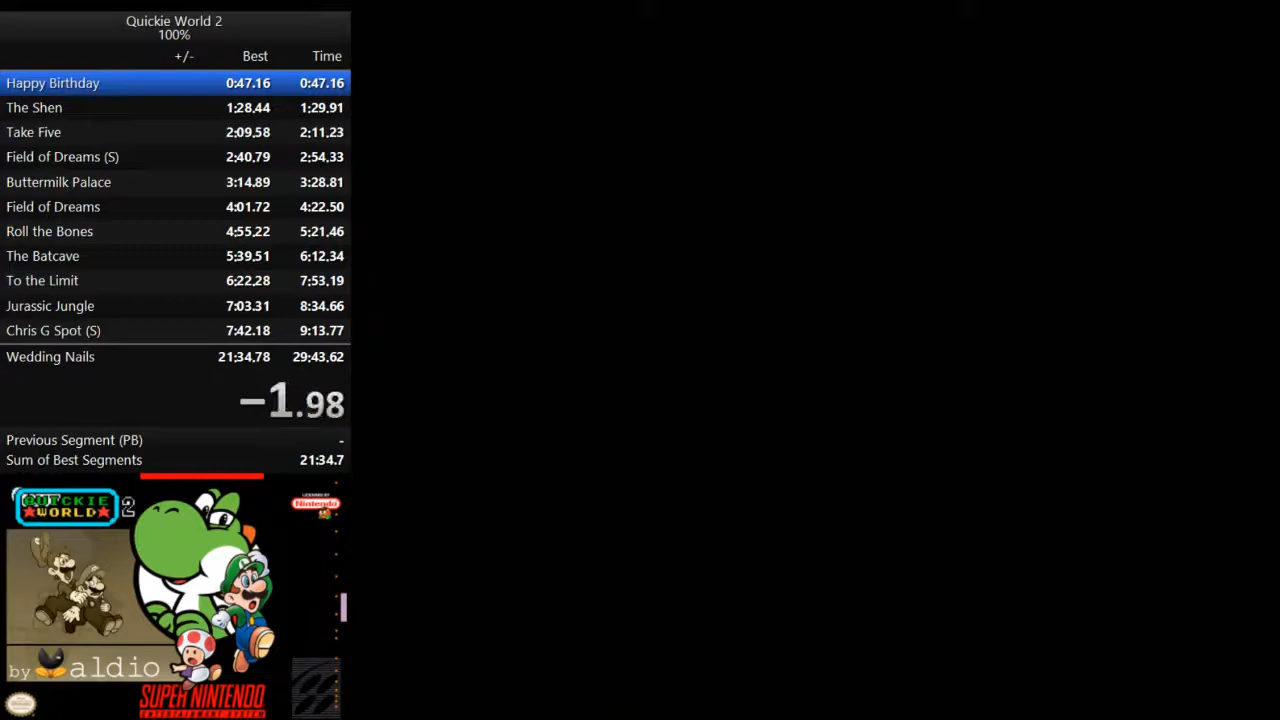 Quickie World 2
100%
+/- Best Time
Happy Birthday 0:47.16 0:47.16
The Shen 1:28.44 1:29.91
Take Five 2:09.58 2:11.23
Field of Dreams (S) 2:40.79 2:54.33
Buttermilk Palace 3:14.89 3:28.81
Field of Dreams 4:01.72 4:22.50
Roll the Bones 4:55.22 5:21.46
The Batcave 5:39.51 6:12.34
To the Limit 6:22.28 7:53.19
Jurassic Jungle 7:03.31 8:34.66
Chris G Spot (S) 7:42.18 9:13.77
Wedding Nails 21:34.78 29:43.62
−1.98
Previous Segment (PB) -
Sum of Best Segments 21:34.7
QUICKIE
WORLD 2
LICENSED BY
Nintendo
by Waldio
SUPER NINTENDO
ENTERTAINMENT SYSTEM